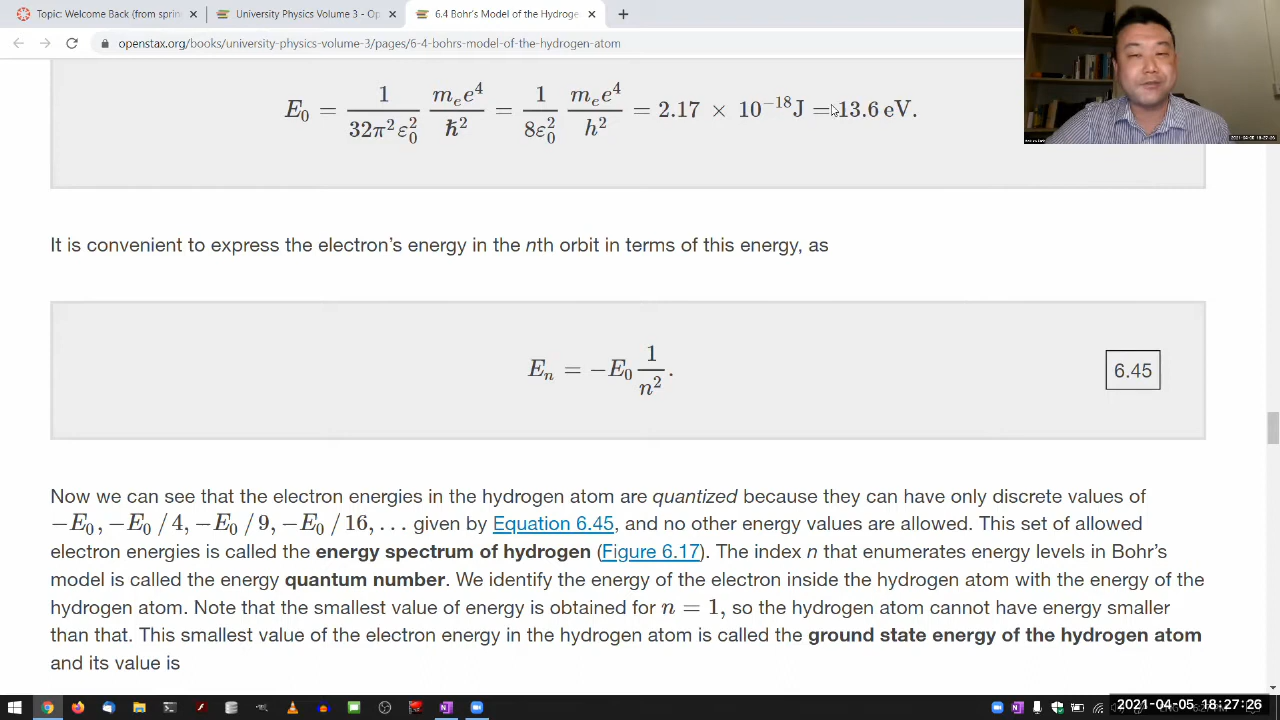 Topic: Welcome Back (from sprin
University Physics Volume 3 - Op
6.4 Bohr's Model of the Hydroge
openstax.org/books/university-physics-volume-3/pages/6-4-bohrs-model-of-the-hydrogen-atom
E₀ = 1/(32π²ε₀²) mₑe⁴/ℏ² = 1/(8ε₀²) mₑe⁴/h² = 2.17 × 10⁻¹⁸ J = 13.6 eV.
It is convenient to express the electron's energy in the nth orbit in terms of this energy, as
Eₙ = −E₀ 1/n².
6.45
Now we can see that the electron energies in the hydrogen atom are quantized because they can have only discrete values of
−E₀, −E₀/4, −E₀/9, −E₀/16, ... given by Equation 6.45, and no other energy values are allowed. This set of allowed
electron energies is called the energy spectrum of hydrogen (Figure 6.17). The index n that enumerates energy levels in Bohr's
model is called the energy quantum number. We identify the energy of the electron inside the hydrogen atom with the energy of the
hydrogen atom. Note that the smallest value of energy is obtained for n = 1, so the hydrogen atom cannot have energy smaller
than that. This smallest value of the electron energy in the hydrogen atom is called the ground state energy of the hydrogen atom
and its value is
2021-04-05 18:27:26
2021-04-05 18:27:26